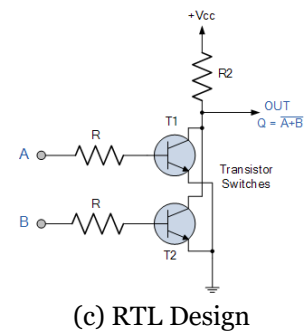 +Vcc
R2
OUT
Q = A+B
T1
R
A
Transistor
Switches
R
B
T2
(c) RTL Design